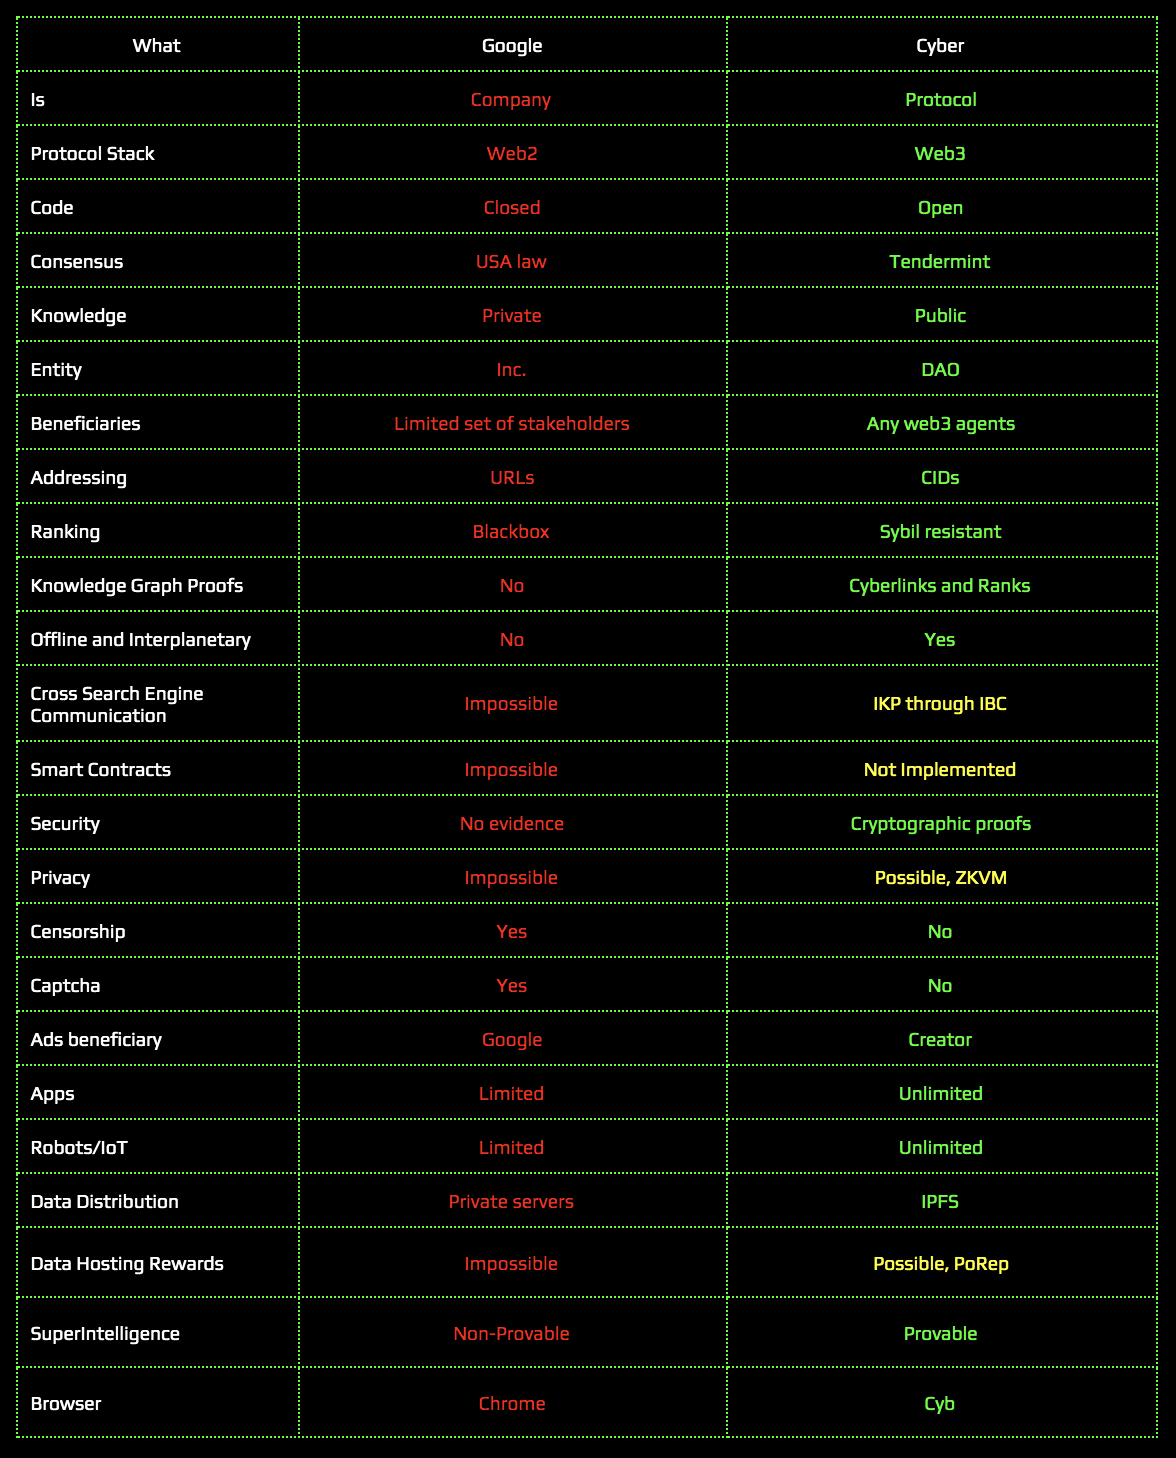 What Google Cyber
Is Company Protocol
Protocol Stack Web2 Web3
Code Closed Open
Consensus USA law Tendermint
Knowledge Private Public
Entity Inc. DAO
Beneficiaries Limited set of stakeholders Any web3 agents
Addressing URLs CIDs
Ranking Blackbox Sybil resistant
Knowledge Graph Proofs No Cyberlinks and Ranks
Offline and Interplanetary No Yes
Cross Search Engine
Communication Impossible IKP through IBC
Smart Contracts Impossible Not Implemented
Security No evidence Cryptographic proofs
Privacy Impossible Possible, ZKVM
Censorship Yes No
Captcha Yes No
Ads beneficiary Google Creator
Apps Limited Unlimited
Robots/IoT Limited Unlimited
Data Distribution Private servers IPFS
Data Hosting Rewards Impossible Possible, PoRep
SuperIntelligence Non-Provable Provable
Browser Chrome Cyb